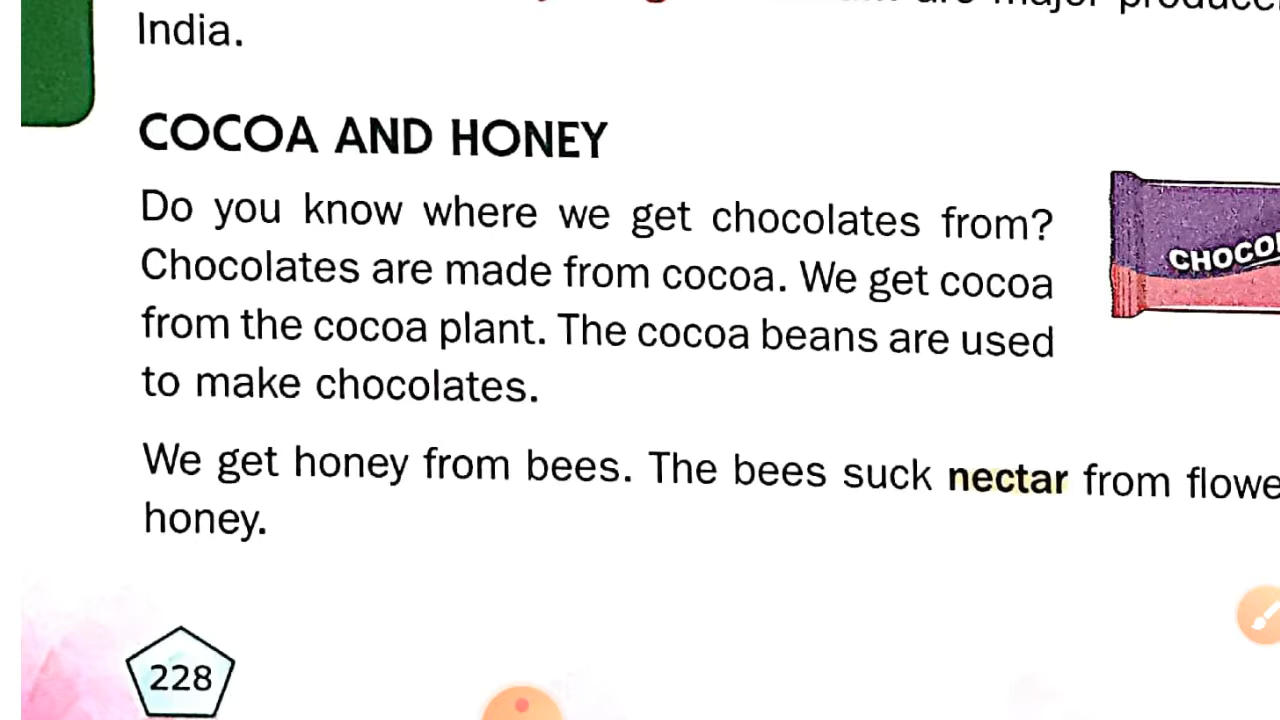 are major
India.
COCOA AND HONEY
Do you know where we get chocolates from?
Chocolates are made from cocoa. We get cocoa
from the cocoa plant. The cocoa beans are used
to make chocolates.
We get honey from bees. The bees suck nectar from
honey.
228